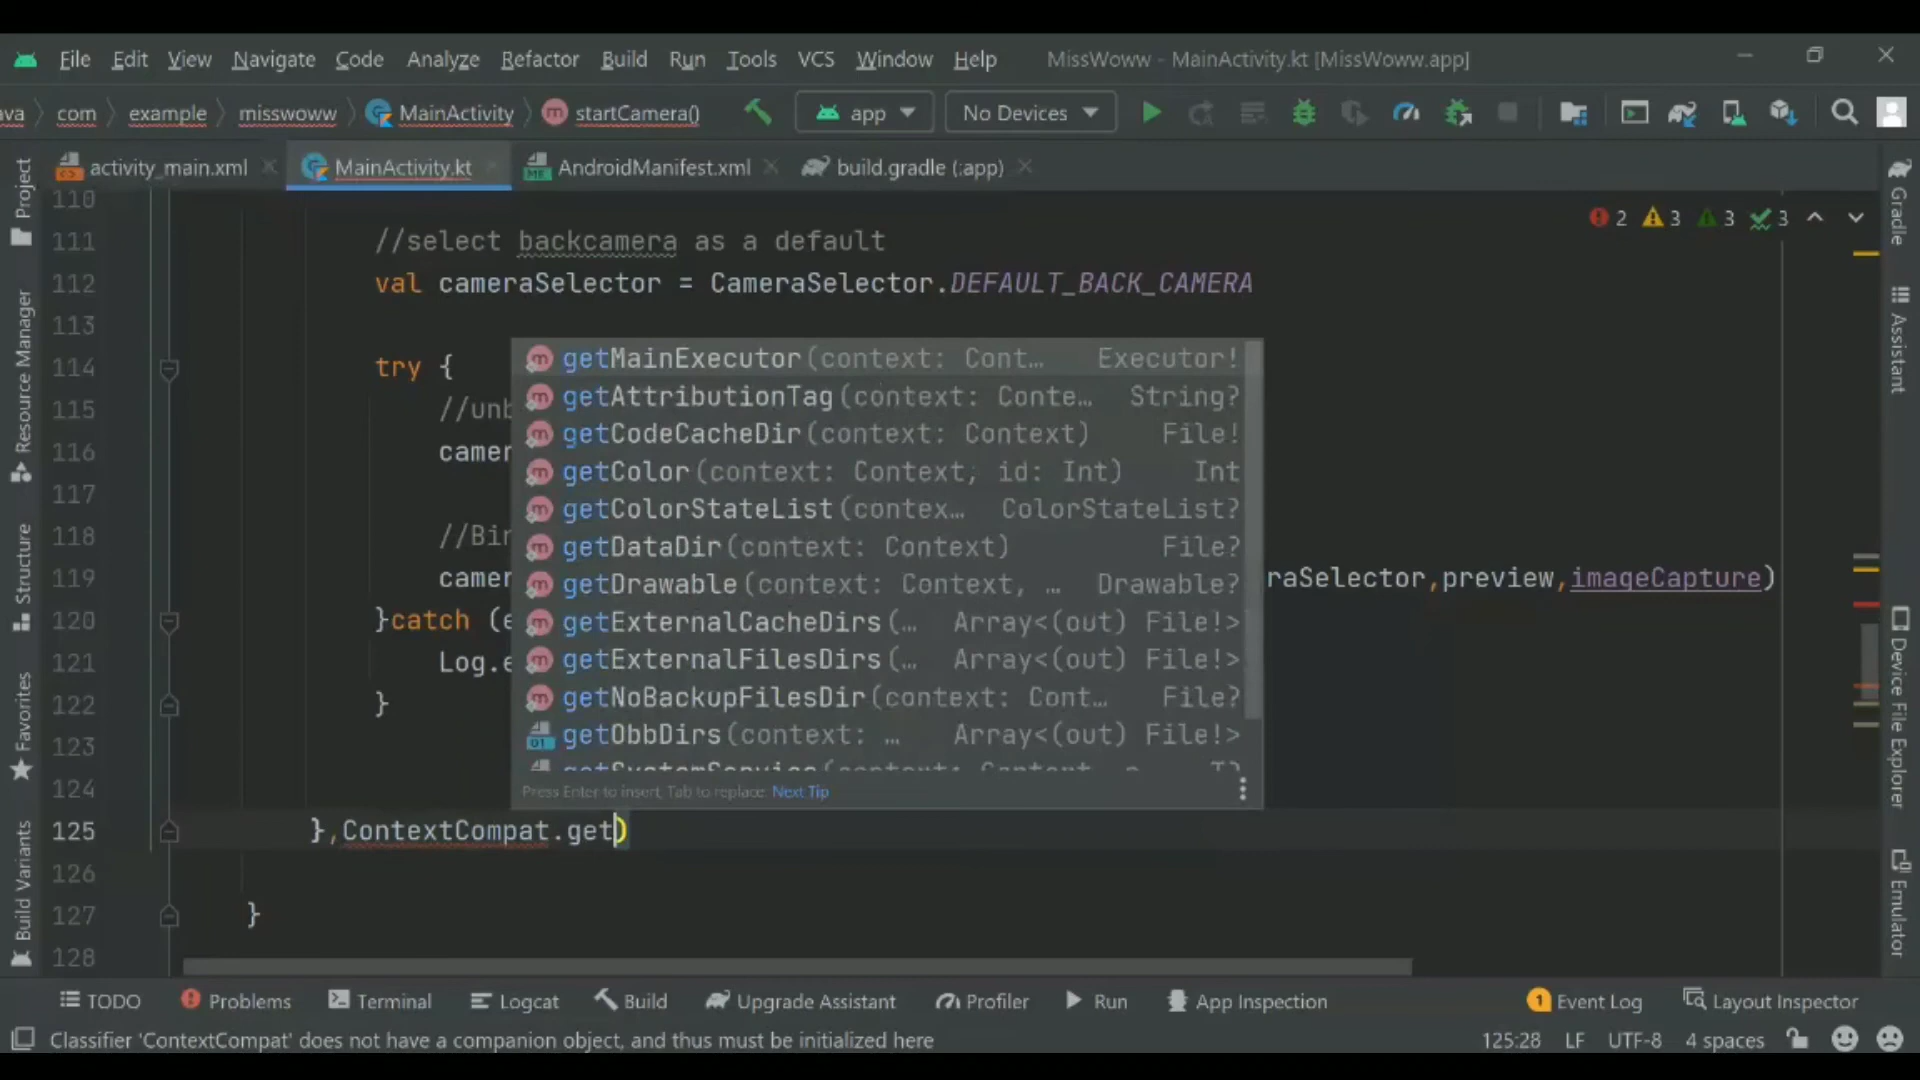 File Edit View Navigate Code Analyze Refactor Build Run Tools VCS Window Help MissWoww - MainActivity.kt [MissWoww.app]
ava com example misswoww MainActivity startCamera() app No Devices
activity_main.xml MainActivity.kt AndroidManifest.xml build.gradle (:app)
110
2 3 3 3
111 //select backcamera as a default
112 val cameraSelector = CameraSelector.DEFAULT_BACK_CAMERA
113
114 try {
115 //unb
116 camer
117
118 //Bin
119 camer raSelector,preview,imageCapture)
120 }catch (e
121 Log.e
122 }
123
124
125 },ContextCompat.get)
126
127 }
128
getMainExecutor(context: Cont… Executor!
getAttributionTag(context: Conte… String?
getCodeCacheDir(context: Context) File!
getColor(context: Context, id: Int) Int
getColorStateList(contex… ColorStateList?
getDataDir(context: Context) File?
getDrawable(context: Context, … Drawable?
getExternalCacheDirs(… Array<(out) File!>
getExternalFilesDirs(… Array<(out) File!>
getNoBackupFilesDir(context: Cont… File?
getObbDirs(context: … Array<(out) File!>
Press Enter to insert, Tab to replace Next Tip
Project
Resource Manager
Structure
Favorites
Build Variants
Gradle
Assistant
Device File Explorer
Emulator
TODO Problems Terminal Logcat Build Upgrade Assistant Profiler Run App Inspection 1 Event Log Layout Inspector
Classifier 'ContextCompat' does not have a companion object, and thus must be initialized here 125:28 LF UTF-8 4 spaces